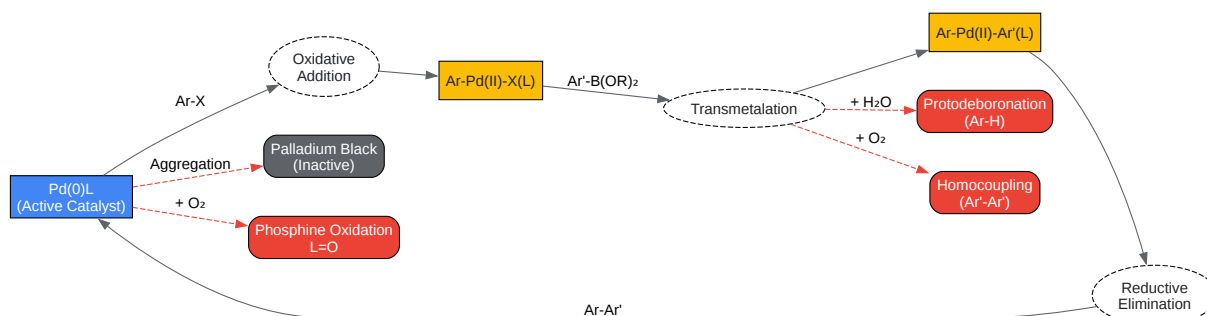 Ar-Pd(II)-Ar'(L)
Oxidative
Addition
Ar-Pd(II)-X(L)
Ar'-B(OR)₂
Transmetalation
+ H₂O
Protodeboronation
(Ar-H)
Ar-X
+ O₂
Palladium Black
(Inactive)
Aggregation
Homocoupling
(Ar'-Ar')
Pd(0)L
(Active Catalyst)
+ O₂
Phosphine Oxidation
L=O
Reductive
Elimination
Ar-Ar'